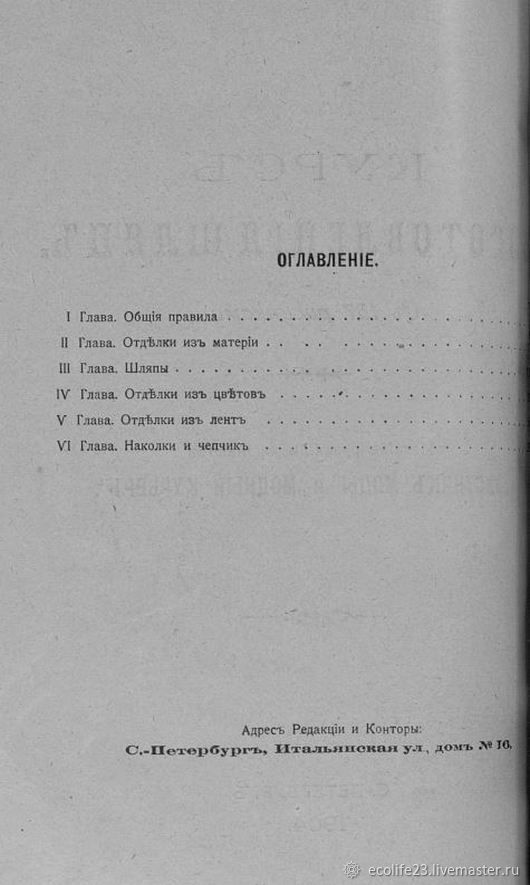 ОГЛАВЛЕНІЕ.
I Глава. Общія правила
II Глава. Отдѣлки изъ матеріи
III Глава. Шляпы
IV Глава. Отдѣлки изъ цвѣтовъ
V Глава. Отдѣлки изъ лентъ
VI Глава. Наколки и чепчикъ
Адресъ Редакціи и Конторы:
С.-Петербургъ, Итальянская ул., домъ № 16.
ecolife23.livemaster.ru